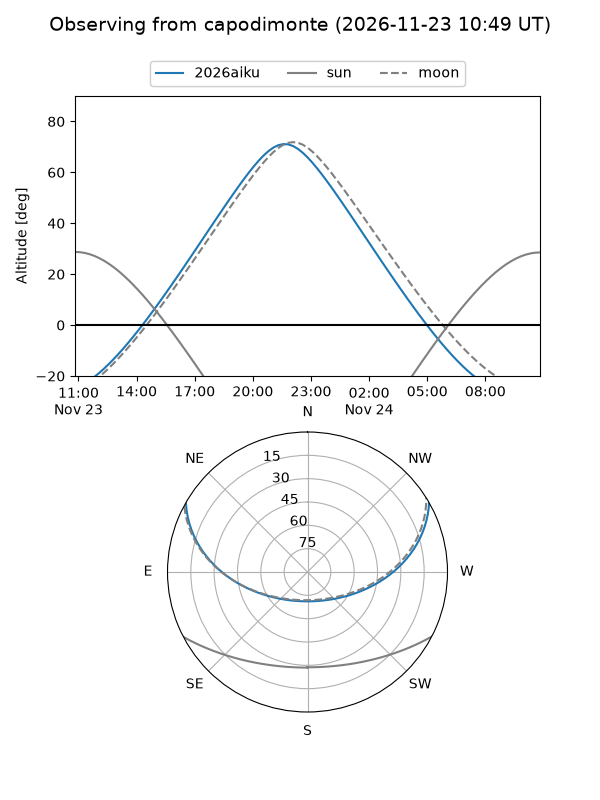 Observing from capodimonte (2026-11-23 10:49 UT)
2026aiku sun moon
Altitude [deg]
80
60
40
20
0
−20
11:00 14:00 17:00 20:00 23:00 02:00 05:00 08:00
Nov 23 Nov 24
N
NE NW
15
30
45
60
75
E W
SE SW
S